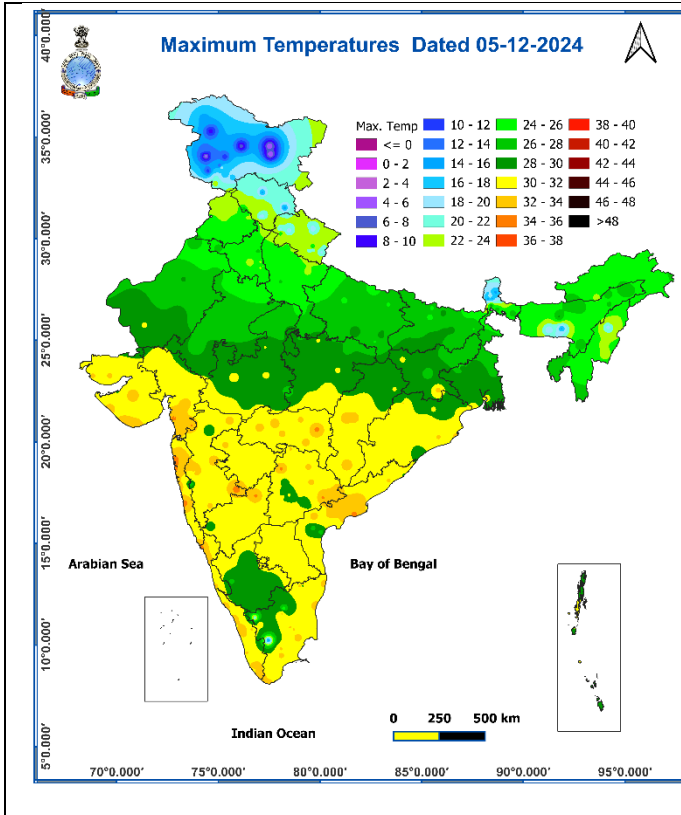 Maximum Temperatures Dated 05-12-2024
Max. Temp
<= 0
0 - 2
2 - 4
4 - 6
6 - 8
8 - 10
10 - 12
12 - 14
14 - 16
16 - 18
18 - 20
20 - 22
22 - 24
24 - 26
26 - 28
28 - 30
30 - 32
32 - 34
34 - 36
36 - 38
38 - 40
40 - 42
42 - 44
44 - 46
46 - 48
>48
40°0.000'
35°0.000'
30°0.000'
25°0.000'
20°0.000'
15°0.000'
10°0.000'
5°0.000'
Arabian Sea
Bay of Bengal
Indian Ocean
0 250 500 km
70°0.000' 75°0.000' 80°0.000' 85°0.000' 90°0.000' 95°0.000'